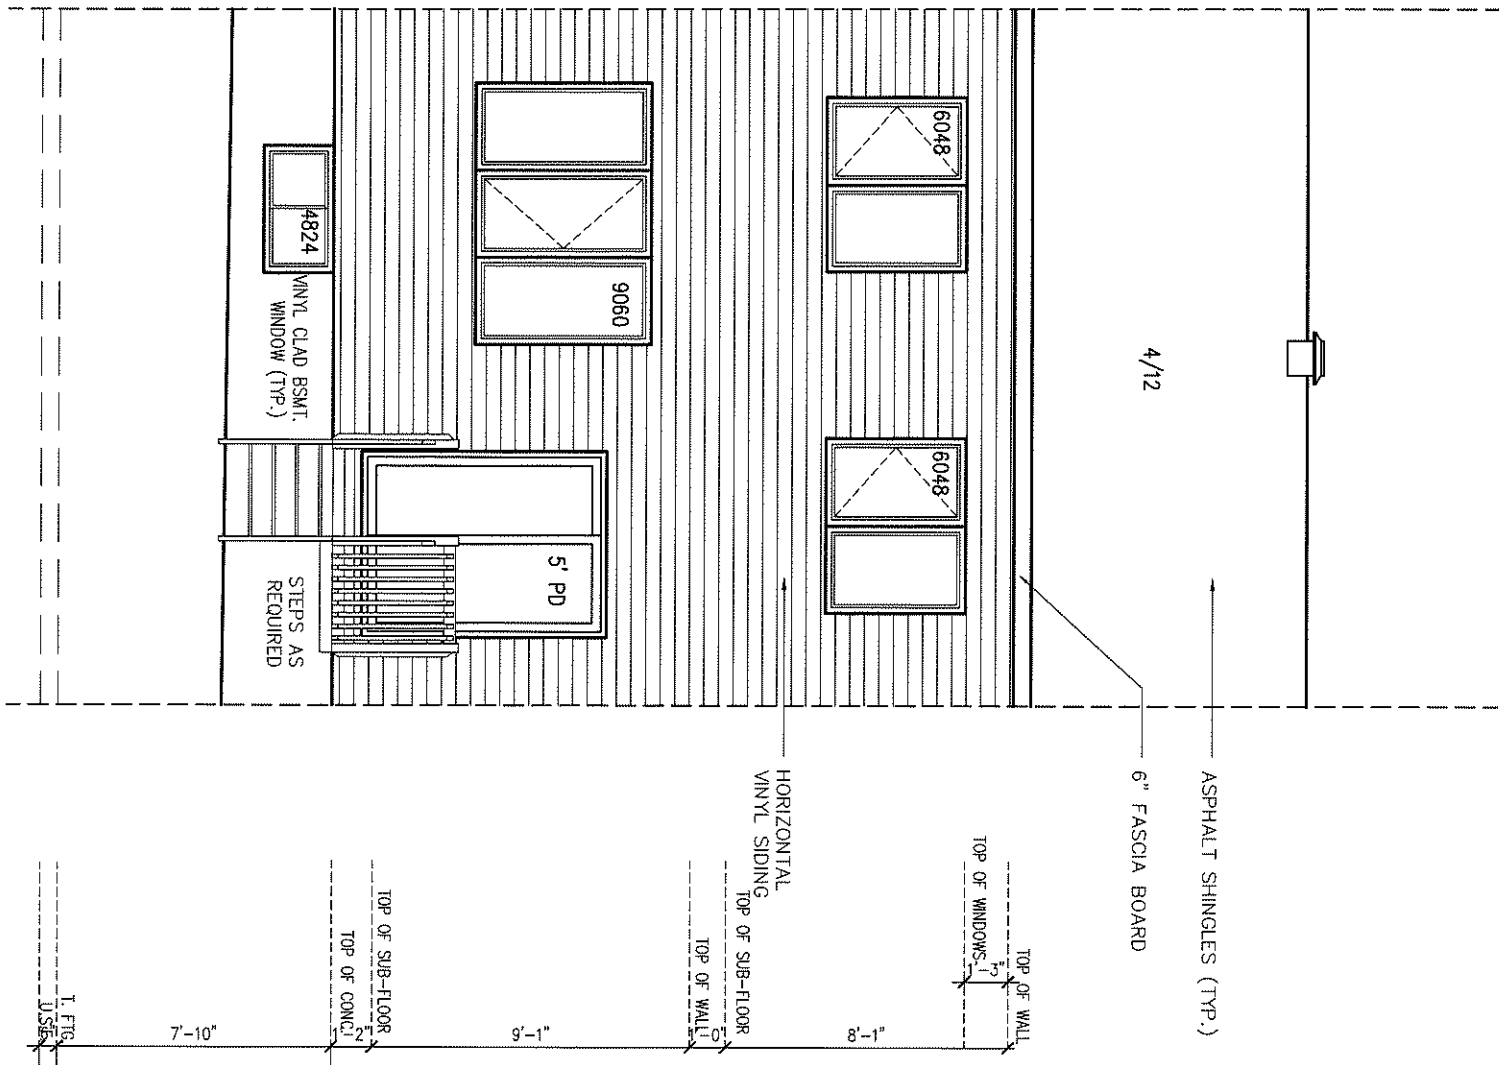 4/12
6048
6048
9060
5' PD
4824
VINYL CLAD BSMT.
WINDOW (TYP.)
STEPS AS
REQUIRED
ASPHALT SHINGLES (TYP.)
6" FASCIA BOARD
HORIZONTAL
VINYL SIDING
TOP OF WALL
1'-3"
TOP OF WINDOWS
8'-1"
TOP OF SUB-FLOOR
1'-0"
TOP OF WALL
9'-1"
TOP OF SUB-FLOOR
1'-2"
TOP OF CONC.
7'-10"
T. FTG